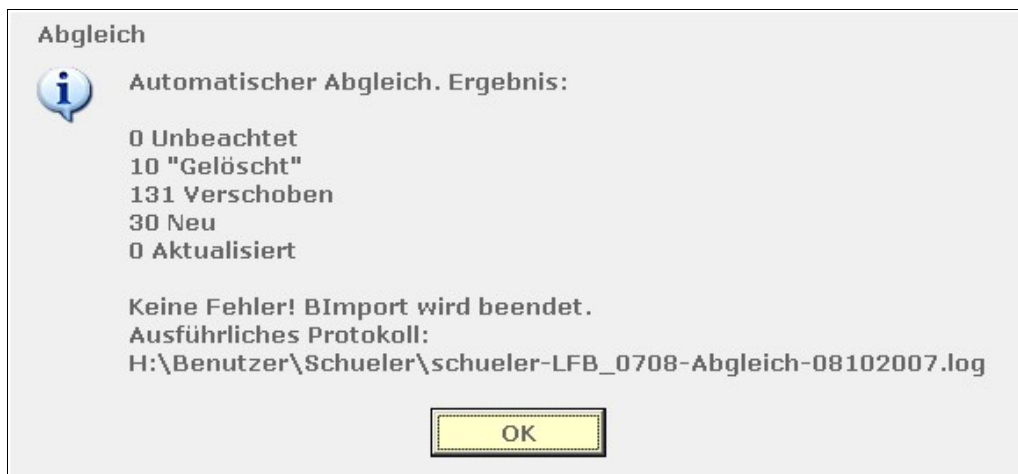 Abgleich
Automatischer Abgleich. Ergebnis:
0 Unbeachtet
10 "Gelöscht"
131 Verschoben
30 Neu
0 Aktualisiert
Keine Fehler! BImport wird beendet.
Ausführliches Protokoll:
H:\Benutzer\Schueler\schueler-LFB_0708-Abgleich-08102007.log
OK